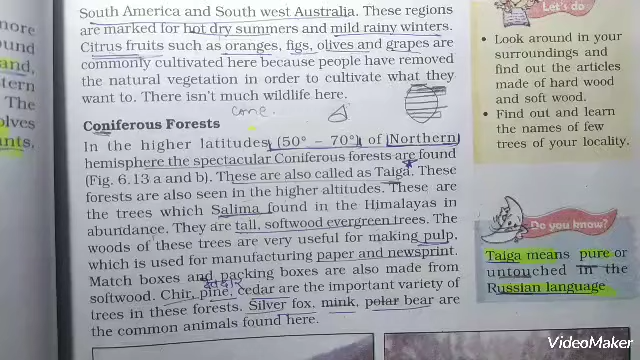 South America and South west Australia. These regions
are marked for hot dry summers and mild rainy winters.
Citrus fruits such as oranges, figs, olives and grapes are
commonly cultivated here because people have removed
the natural vegetation in order to cultivate what they
want to. There isn't much wildlife here.
cone
Coniferous Forests
In the higher latitudes (50° – 70°) of Northern
hemisphere the spectacular Coniferous forests are found
(Fig. 6.13 a and b). These are also called as Taiga. These
forests are also seen in the higher altitudes. These are
the trees which Salima found in the Himalayas in
abundance. They are tall, softwood evergreen trees. The
woods of these trees are very useful for making pulp,
which is used for manufacturing paper and newsprint.
Match boxes and packing boxes are also made from
softwood. Chir, pine, cedar are the important variety of
trees in these forests. Silver fox, mink, polar bear are
the common animals found here.
more
ound
and,
stern
The
olves
ants,
Let's do
• Look around in your
surroundings and
find out the articles
made of hard wood
and soft wood.
• Find out and learn
the names of few
trees of your locality.
Do you know?
Taiga means pure or
untouched in the
Russian language
VideoMaker